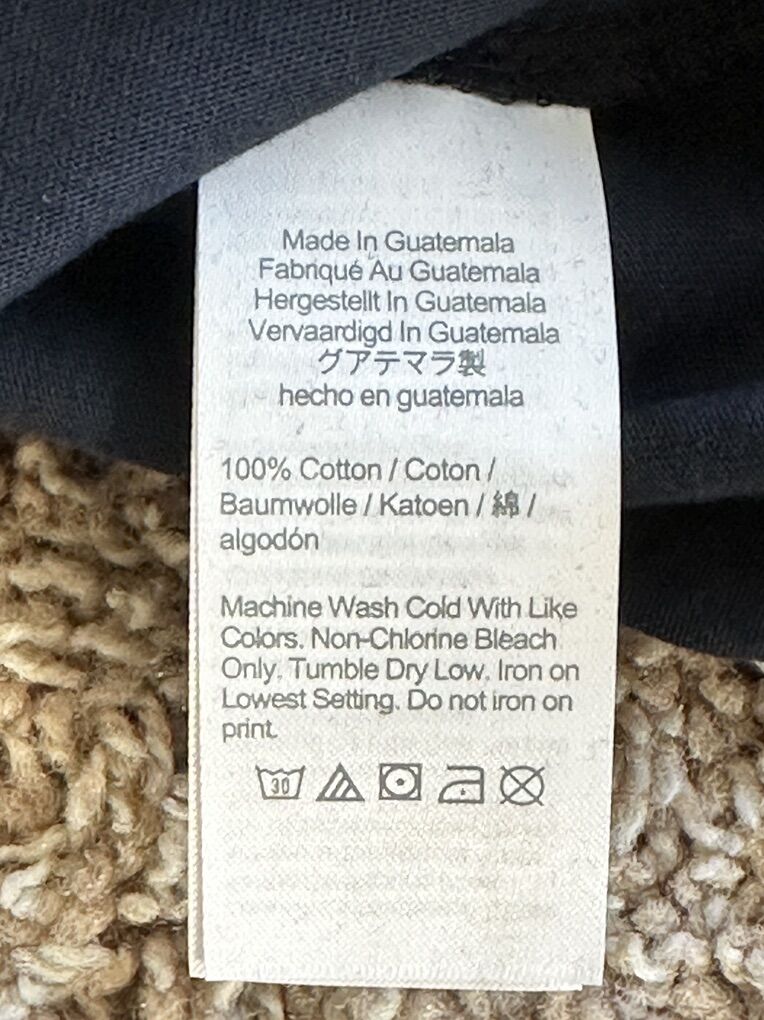 Made In Guatemala
Fabriqué Au Guatemala
Hergestellt In Guatemala
Vervaardigd In Guatemala
グアテマラ製
hecho en guatemala
100% Cotton / Coton /
Baumwolle / Katoen / 綿 /
algodón
Machine Wash Cold With Like
Colors. Non-Chlorine Bleach
Only. Tumble Dry Low. Iron on
Lowest Setting. Do not iron on
print.
30